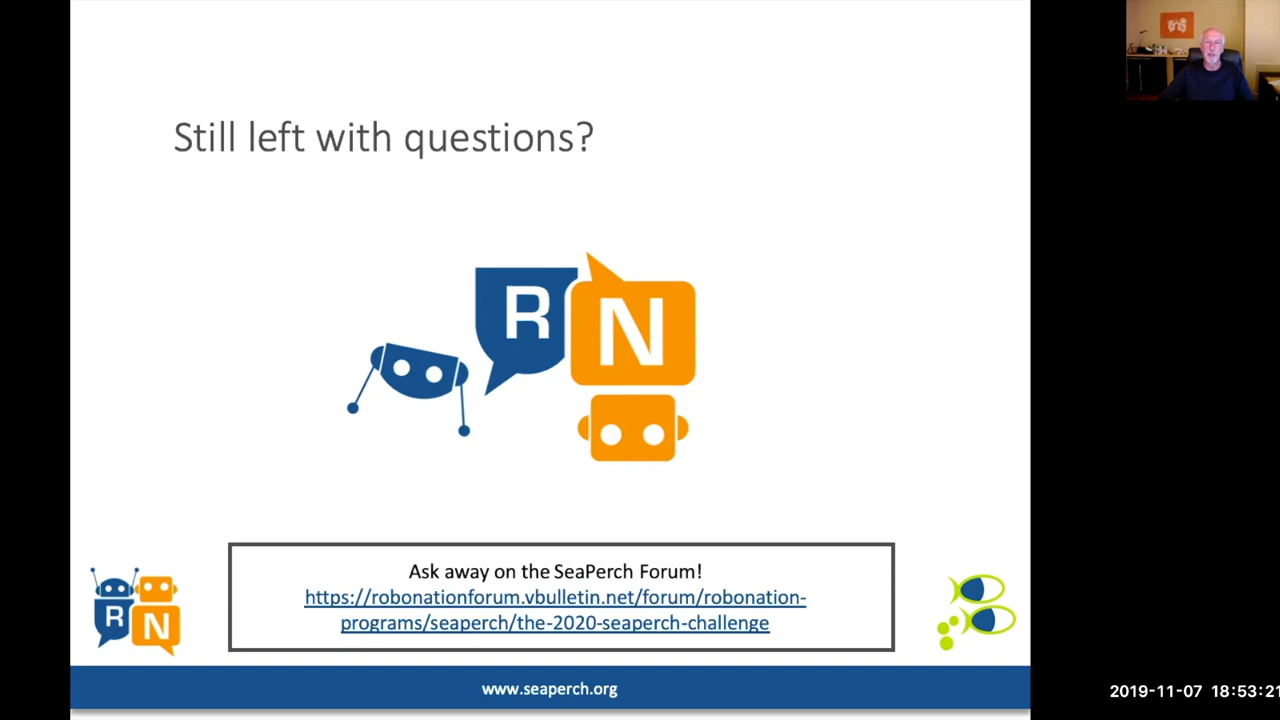 Still left with questions?
R
N
Ask away on the SeaPerch Forum!
https://robonationforum.vbulletin.net/forum/robonation-
programs/seaperch/the-2020-seaperch-challenge
R
N
www.seaperch.org
2019-11-07 18:53:21